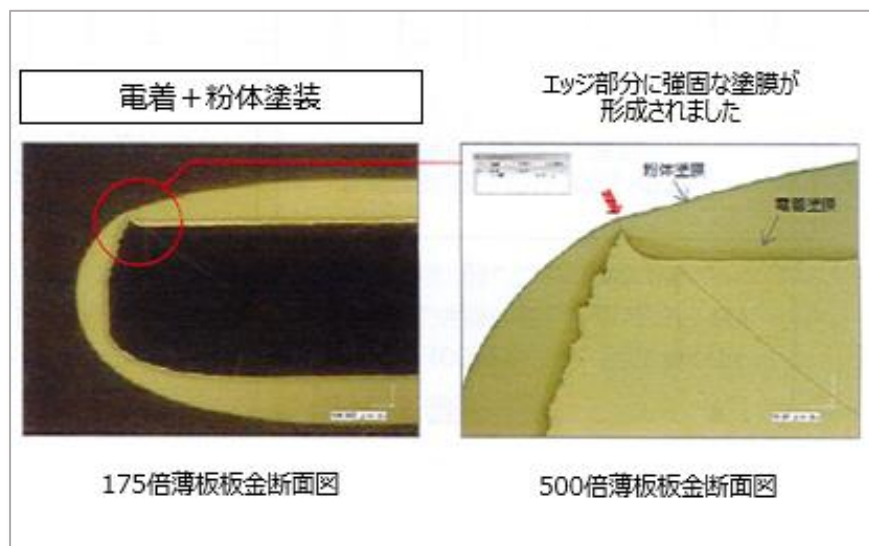 電着＋粉体塗装
エッジ部分に強固な塗膜が
形成されました
粉体塗膜
電着塗膜
175倍薄板板金断面図
500倍薄板板金断面図